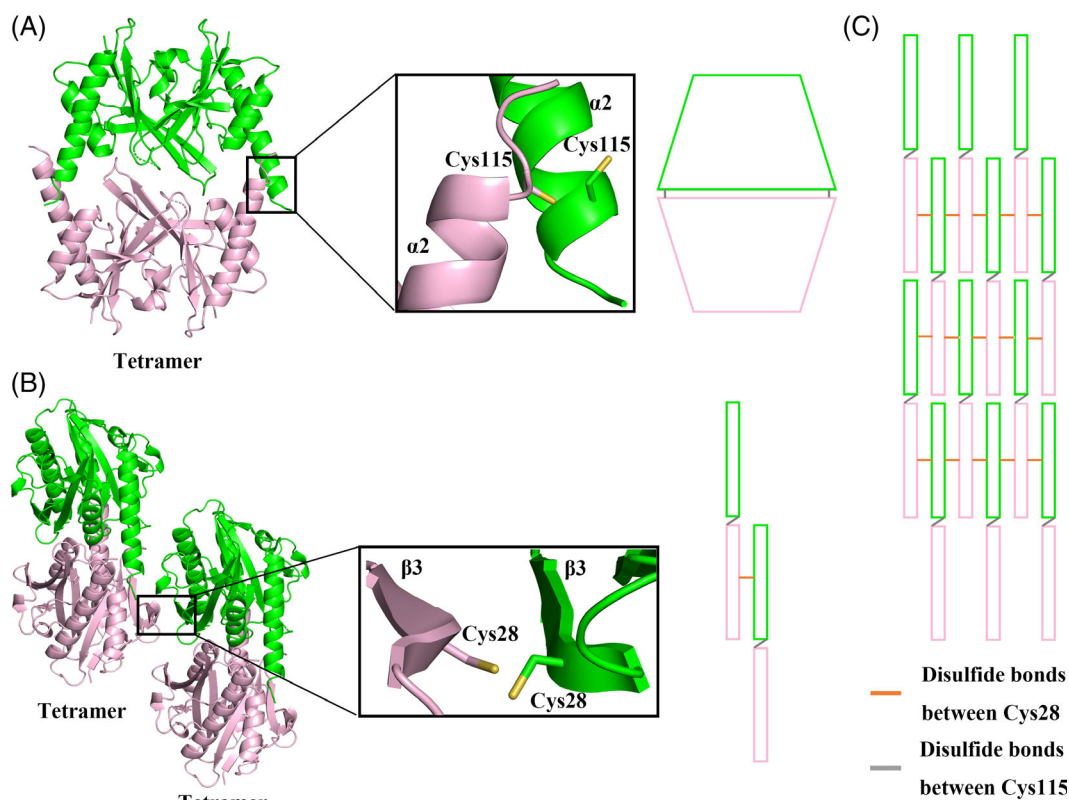 (A)
α2
Cys115
Cys115
α2
Tetramer
(B)
β3
β3
Cys28
Cys28
Tetramer
Tetramer
(C)
Disulfide bonds
between Cys28
Disulfide bonds
between Cys115